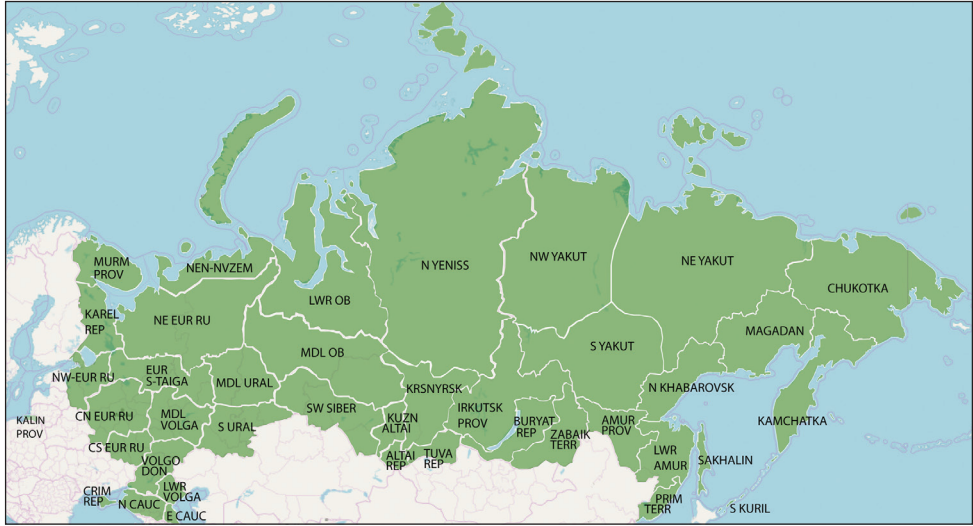 MURM
PROV
NEN-NVZEM
KAREL
REP
NE EUR RU
LWR OB
N YENISS
NW YAKUT
NE YAKUT
CHUKOTKA
MAGADAN
S YAKUT
MDL OB
NW-EUR RU
EUR
S-TAIGA
MDL URAL
KRSNYRSK
N KHABAROVSK
KALIN
PROV
CN EUR RU
MDL
VOLGA
S URAL
SW SIBER
KUZN
ALTAI
IRKUTSK
PROV
BURYAT
REP
ZABAIK
TERR
AMUR
PROV
KAMCHATKA
CS EUR RU
VOLGO
DON
ALTAI
REP
TUVA
REP
LWR
AMUR
SAKHALIN
CRIM
REP
LWR
VOLGA
N CAUC
E CAUC
PRIM
TERR
S KURIL